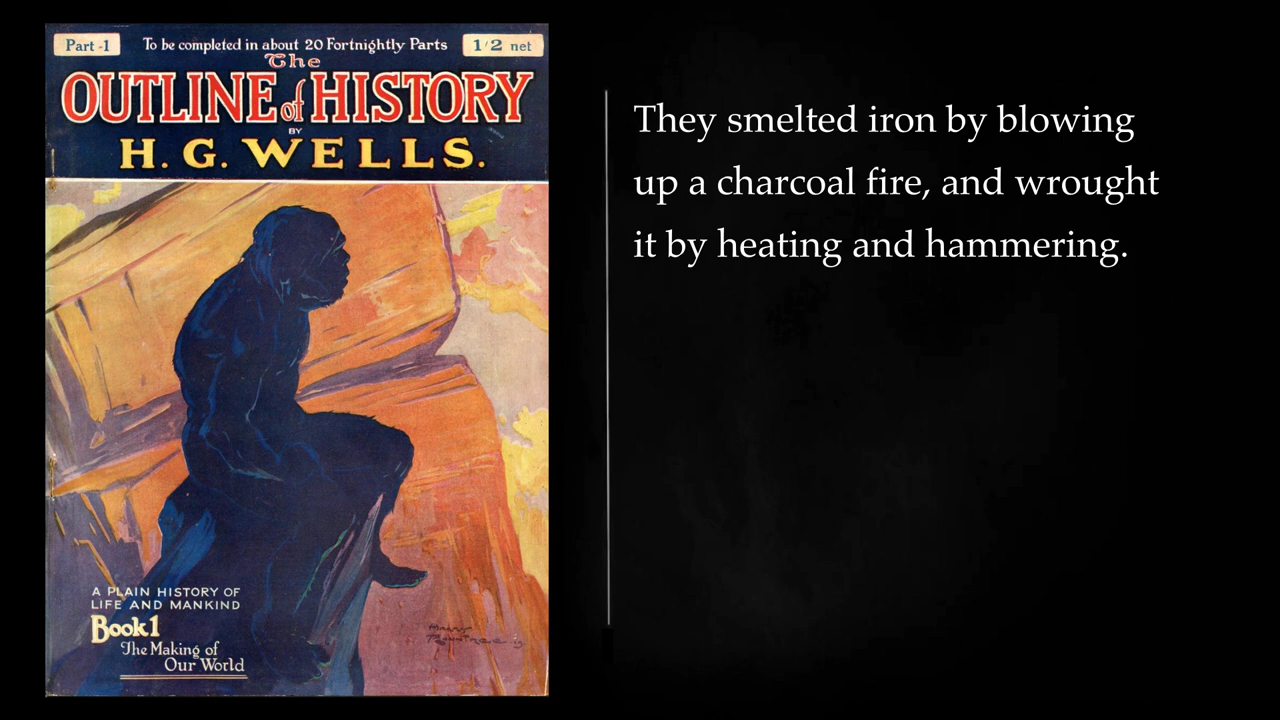 Part -1
To be completed in about 20 Fortnightly Parts
1/2 net
The
OUTLINE of HISTORY
BY
H. G. WELLS.
A PLAIN HISTORY OF
LIFE AND MANKIND
Book 1
The Making of
Our World
They smelted iron by blowing
up a charcoal fire, and wrought
it by heating and hammering.